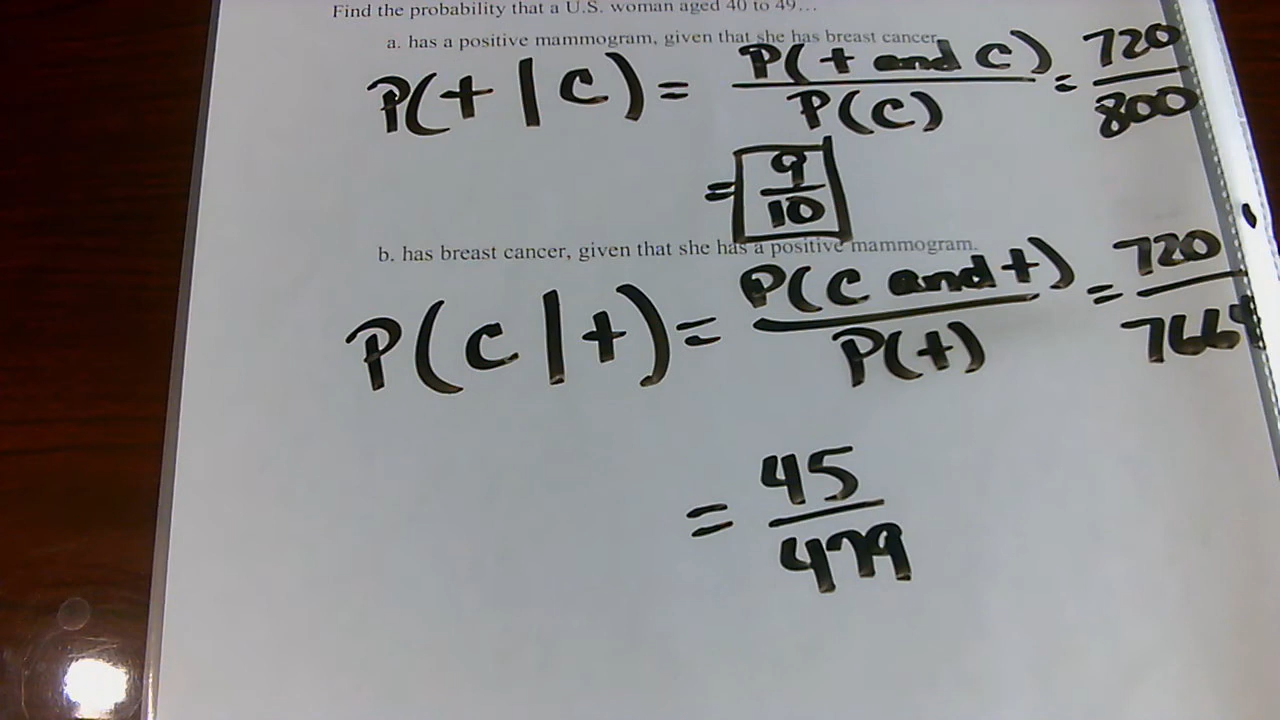 Find the probability that a U.S. woman aged 40 to 49…
a. has a positive mammogram, given that she has breast cancer.
P(+ | C) = P(+ and C) / P(C) = 720 / 800
= 9 / 10
b. has breast cancer, given that she has a positive mammogram.
P(C | +) = P(C and +) / P(+) = 720 / 7664
= 45 / 479